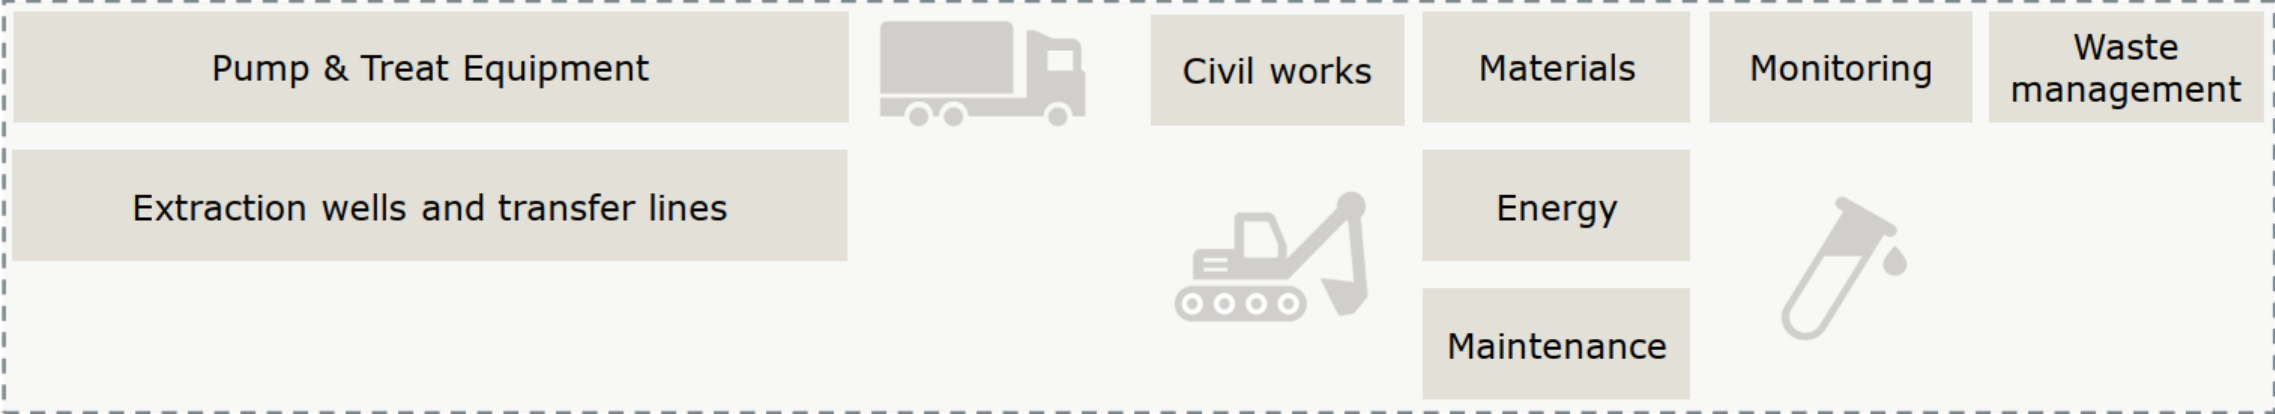 Pump & Treat Equipment
Civil works
Materials
Monitoring
Waste
management
Extraction wells and transfer lines
Energy
Maintenance